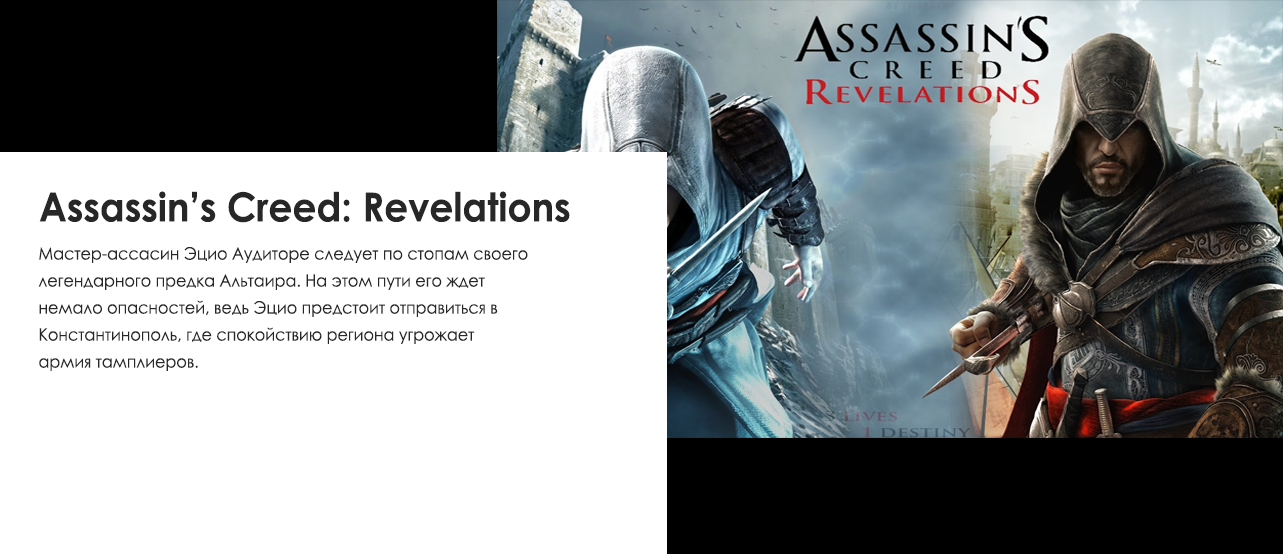 ASSASSIN'S
CREED
REVELATIONS
Assassin's Creed: Revelations
Мастер-ассасин Эцио Аудиторе следует по стопам своего
легендарного предка Альтаира. На этом пути его ждет
немало опасностей, ведь Эцио предстоит отправиться в
Константинополь, где спокойствию региона угрожает
армия тамплиеров.
3 LIVES
1 DESTINY